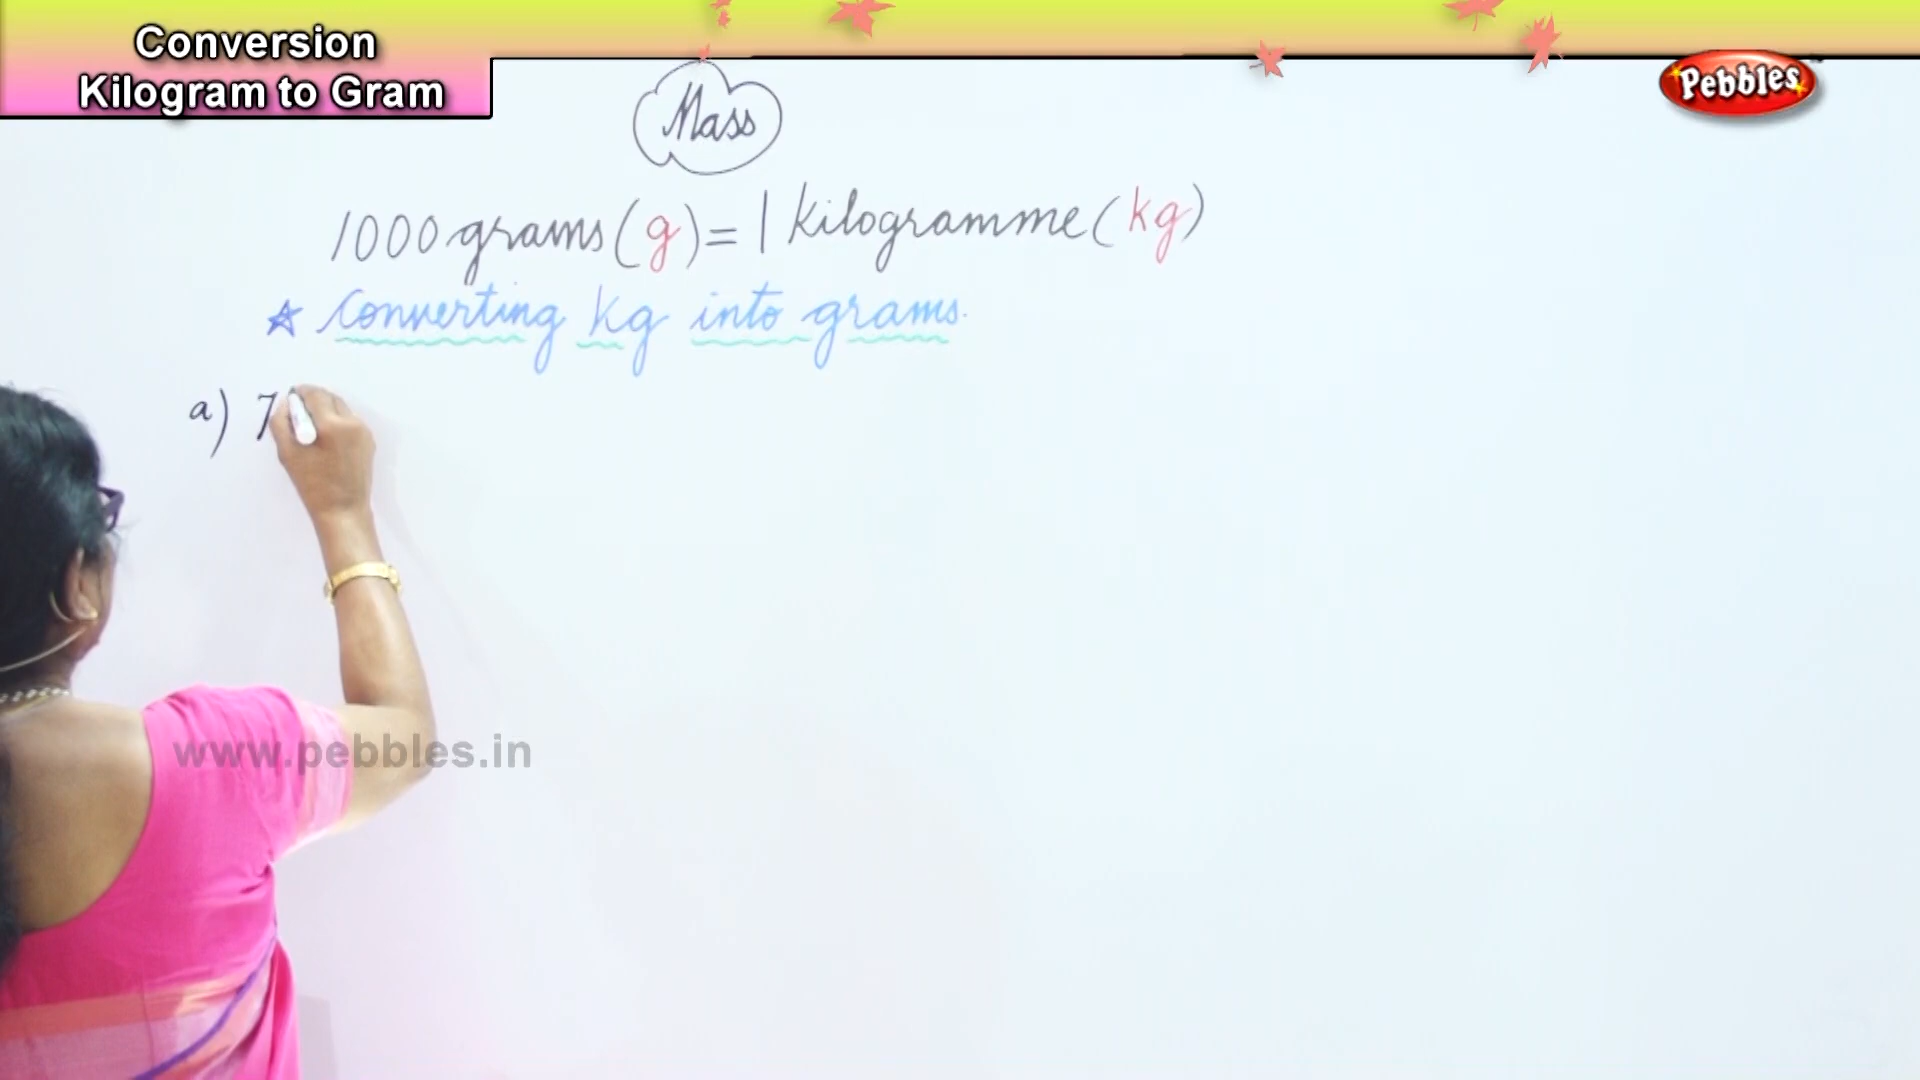 Conversion
Kilogram to Gram
Pebbles
Mass
1000 grams (g) = 1 kilogramme (kg)
☆ Converting kg into grams.
a) 7
www.pebbles.in